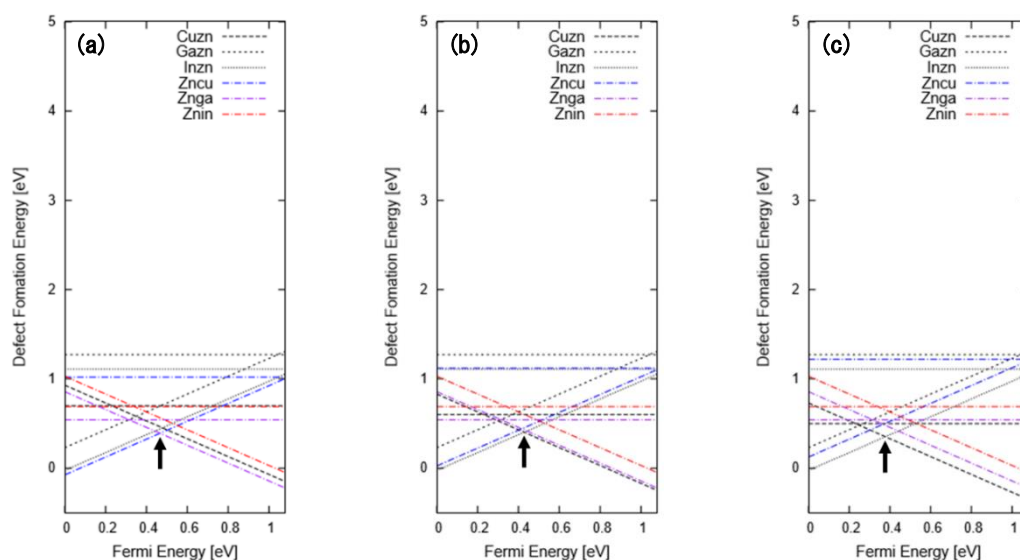 (a)
Cuzn
Gazn
Inzn
Zncu
Znga
Znin
5
4
3
2
1
0
Defect Fomation Energy [eV]
0 0.2 0.4 0.6 0.8 1
Fermi Energy [eV]
(b)
Cuzn
Gazn
Inzn
Zncu
Znga
Znin
5
4
3
2
1
0
Defect Fomation Energy [eV]
0 0.2 0.4 0.6 0.8 1
Fermi Energy [eV]
(c)
Cuzn
Gazn
Inzn
Zncu
Znga
Znin
5
4
3
2
1
0
Defect Fomation Energy [eV]
0 0.2 0.4 0.6 0.8 1
Fermi Energy [eV]